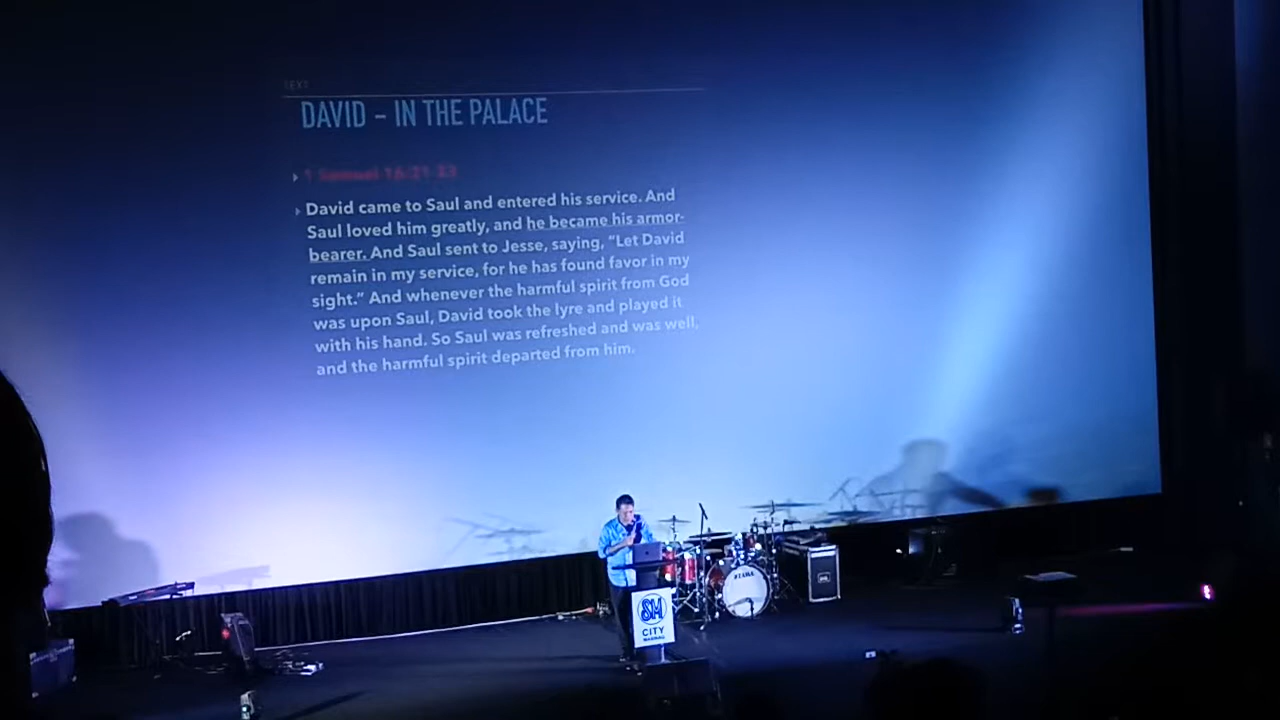 TEXT
DAVID – IN THE PALACE
1 Samuel 16:21-23
David came to Saul and entered his service. And
Saul loved him greatly, and he became his armor-
bearer. And Saul sent to Jesse, saying, “Let David
remain in my service, for he has found favor in my
sight.” And whenever the harmful spirit from God
was upon Saul, David took the lyre and played it
with his hand. So Saul was refreshed and was well,
and the harmful spirit departed from him.
TAMA
SM
CITY